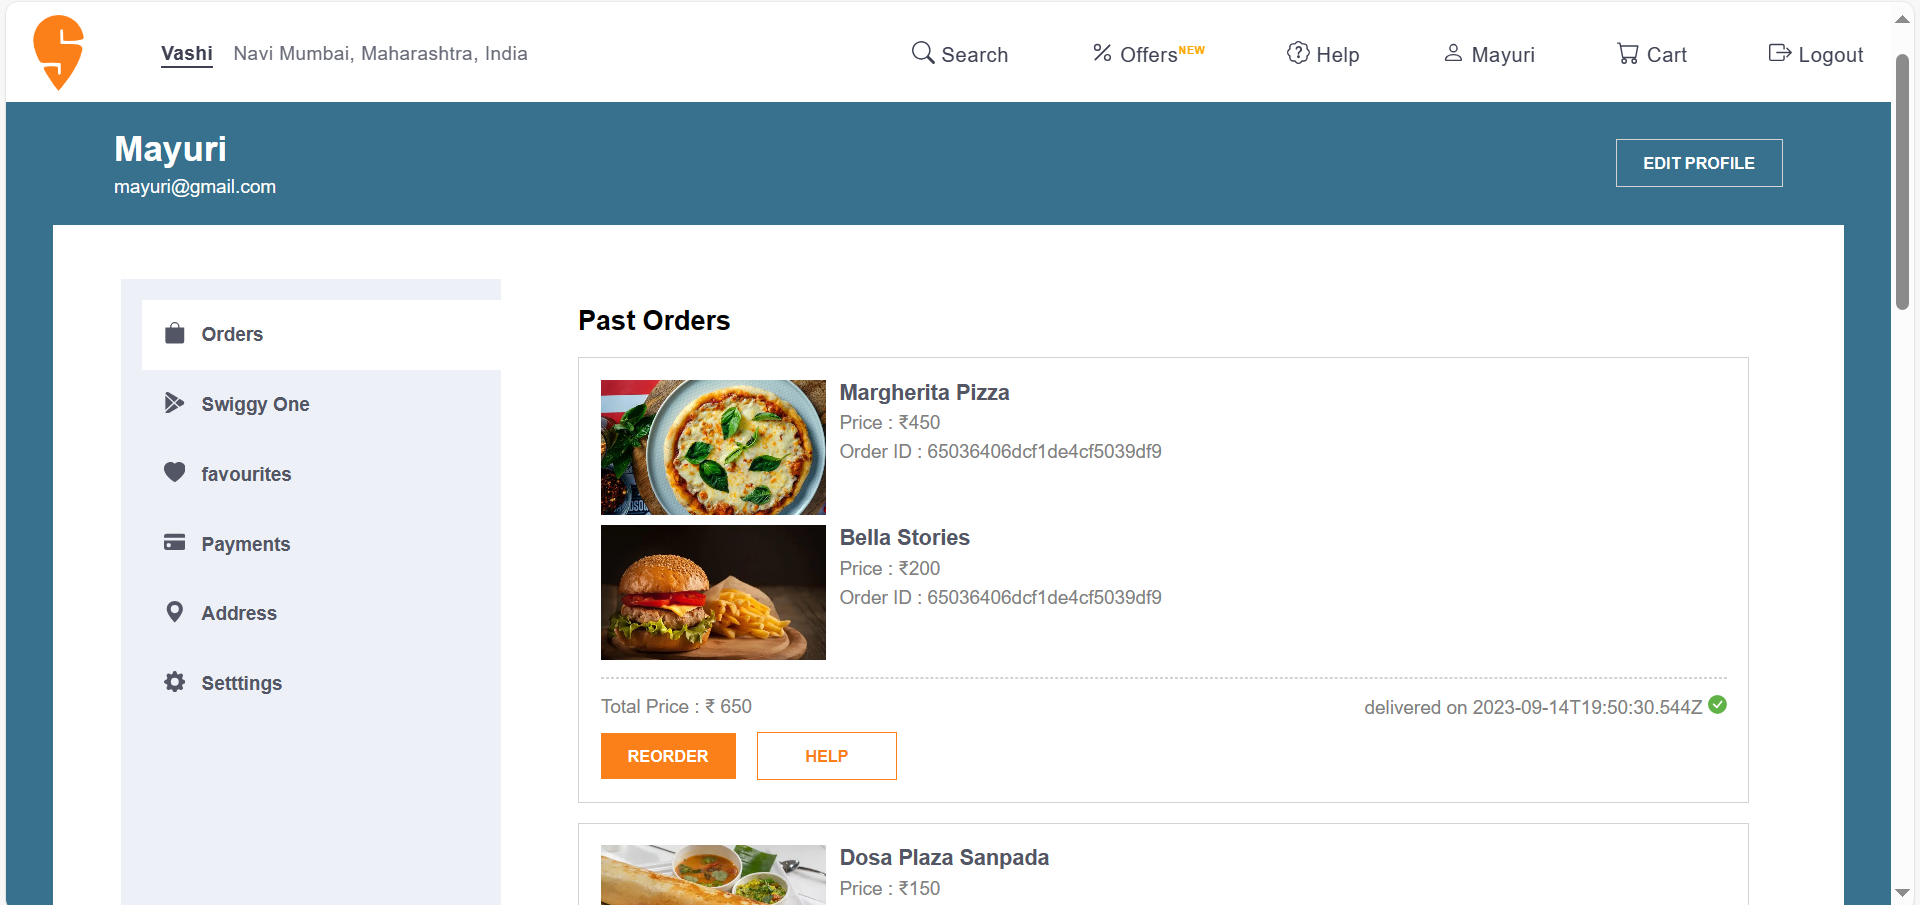 Vashi Navi Mumbai, Maharashtra, India Search Offers NEW Help Mayuri Cart Logout
Mayuri
mayuri@gmail.com
EDIT PROFILE
Orders
Swiggy One
favourites
Payments
Address
Setttings
Past Orders
Margherita Pizza
Price : ₹450
Order ID : 65036406dcf1de4cf5039df9
Bella Stories
Price : ₹200
Order ID : 65036406dcf1de4cf5039df9
Total Price : ₹ 650
delivered on 2023-09-14T19:50:30.544Z
REORDER HELP
Dosa Plaza Sanpada
Price : ₹150